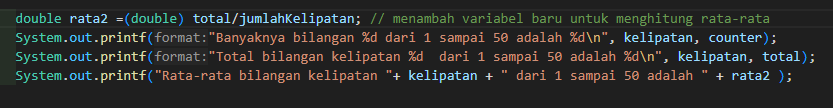 double rata2 =(double) total/jumlahKelipatan; // menambah variabel baru untuk menghitung rata-rata
System.out.printf(format:"Banyaknya bilangan %d dari 1 sampai 50 adalah %d\n", kelipatan, counter);
System.out.printf(format:"Total bilangan kelipatan %d  dari 1 sampai 50 adalah %d\n", kelipatan, total);
System.out.printf("Rata-rata bilangan kelipatan "+ kelipatan + " dari 1 sampai 50 adalah " + rata2 );